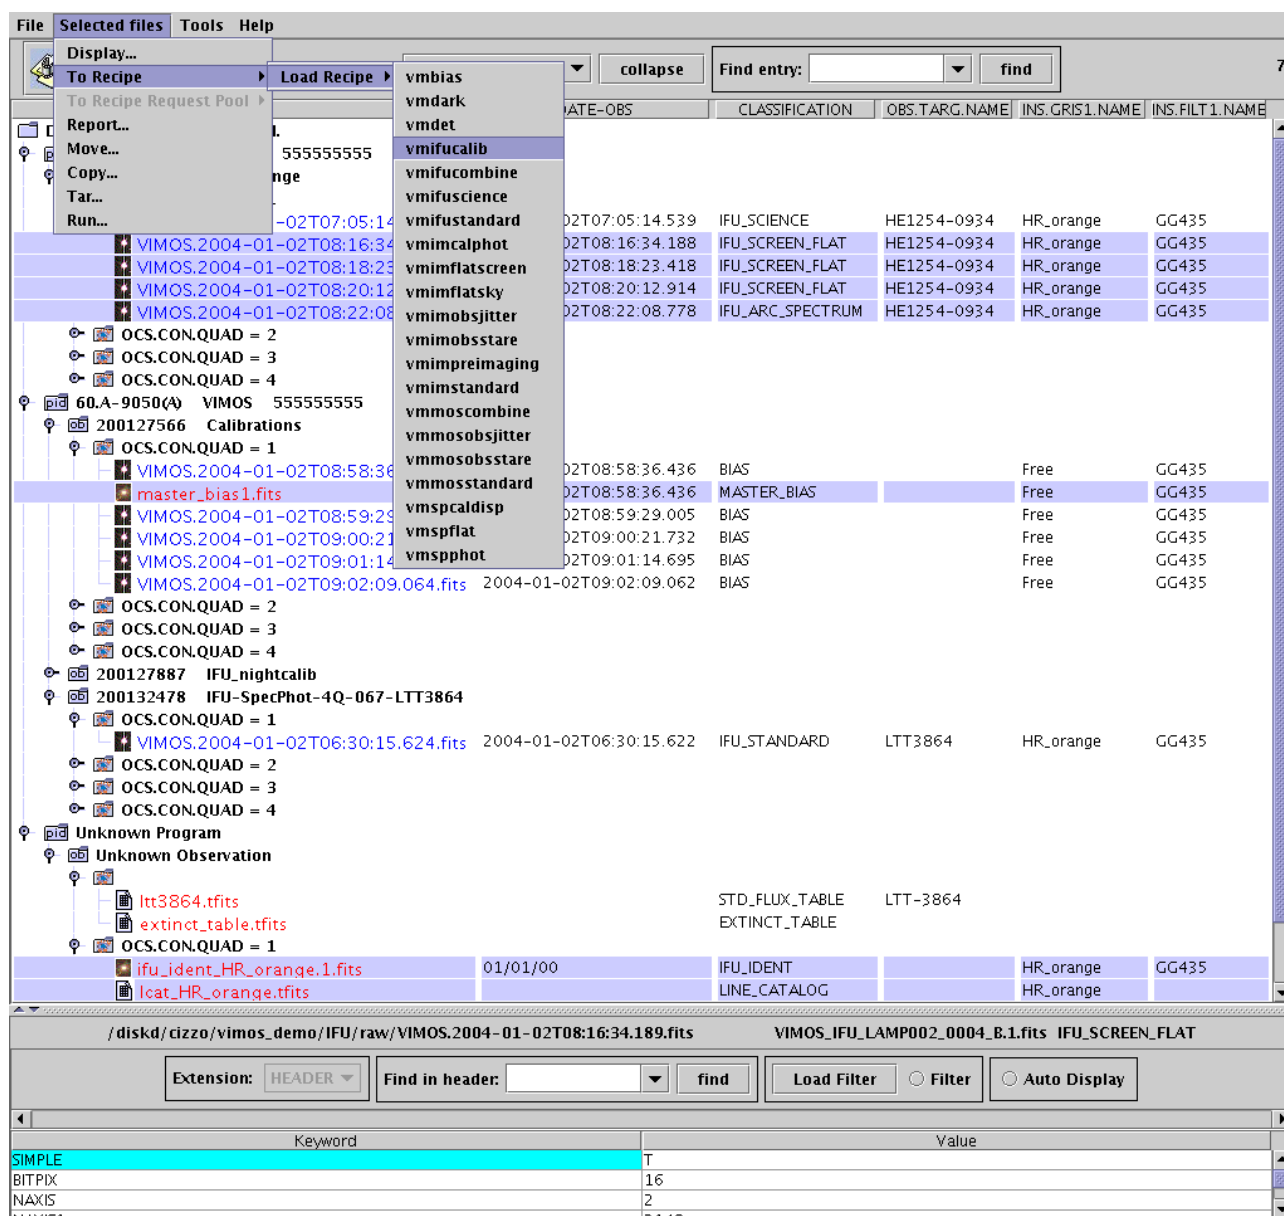 File Selected files Tools Help
Display...
To Recipe Load Recipe vmbias collapse Find entry: find 7
To Recipe Request Pool vmdark
ATE-OBS CLASSIFICATION OBS.TARG.NAME INS.GRIS1.NAME INS.FILT1.NAME
Report... vmdet
Move... 555555555 vmifucalib
Copy... nge vmifucombine
Tar... vmifuscience
Run... -02T07:05:14 vmifustandard 02T07:05:14.539 IFU_SCIENCE HE1254-0934 HR_orange GG435
VIMOS.2004-01-02T08:16:34 vmimcalphot 02T08:16:34.188 IFU_SCREEN_FLAT HE1254-0934 HR_orange GG435
VIMOS.2004-01-02T08:18:23 vmimflatscreen 02T08:18:23.418 IFU_SCREEN_FLAT HE1254-0934 HR_orange GG435
VIMOS.2004-01-02T08:20:12 vmimflatsky 02T08:20:12.914 IFU_SCREEN_FLAT HE1254-0934 HR_orange GG435
VIMOS.2004-01-02T08:22:08 vmimobsjitter 02T08:22:08.778 IFU_ARC_SPECTRUM HE1254-0934 HR_orange GG435
OCS.CON.QUAD = 2 vmimobsstare
OCS.CON.QUAD = 3 vmimpreimaging
OCS.CON.QUAD = 4 vmimstandard
pid 60.A-9050(A) VIMOS 555555555 vmmoscombine
ob 200127566 Calibrations vmmosobsjitter
OCS.CON.QUAD = 1 vmmosobsstare
VIMOS.2004-01-02T08:58:36 02T08:58:36.436 BIAS Free GG435
vmmosstandard
master_bias1.fits 02T08:58:36.436 MASTER_BIAS Free GG435
VIMOS.2004-01-02T08:59:29 vmspcaldisp 02T08:59:29.005 BIAS Free GG435
VIMOS.2004-01-02T09:00:21 vmspflat 02T09:00:21.732 BIAS Free GG435
VIMOS.2004-01-02T09:01:14 vmspphot 02T09:01:14.695 BIAS Free GG435
VIMOS.2004-01-02T09:02:09.064.fits 2004-01-02T09:02:09.062 BIAS Free GG435
OCS.CON.QUAD = 2
OCS.CON.QUAD = 3
OCS.CON.QUAD = 4
ob 200127887 IFU_nightcalib
ob 200132478 IFU-SpecPhot-4Q-067-LTT3864
OCS.CON.QUAD = 1
VIMOS.2004-01-02T06:30:15.624.fits 2004-01-02T06:30:15.622 IFU_STANDARD LTT3864 HR_orange GG435
OCS.CON.QUAD = 2
OCS.CON.QUAD = 3
OCS.CON.QUAD = 4
pid Unknown Program
ob Unknown Observation
ltt3864.tfits STD_FLUX_TABLE LTT-3864
extinct_table.tfits EXTINCT_TABLE
OCS.CON.QUAD = 1
ifu_ident_HR_orange.1.fits 01/01/00 IFU_IDENT HR_orange GG435
lcat_HR_orange.tfits LINE_CATALOG HR_orange
/diskd/cizzo/vimos_demo/IFU/raw/VIMOS.2004-01-02T08:16:34.189.fits VIMOS_IFU_LAMP002_0004_B.1.fits IFU_SCREEN_FLAT
Extension: HEADER Find in header: find Load Filter Filter Auto Display
Keyword Value
SIMPLE T
BITPIX 16
NAXIS 2